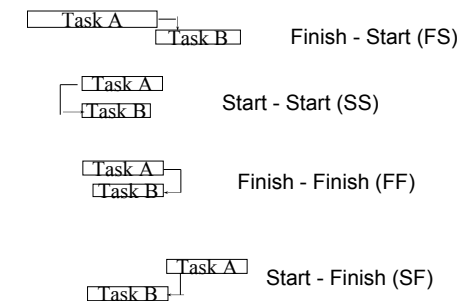 Task A
Task B Finish - Start (FS)
Task A
Task B Start - Start (SS)
Task A
Task B Finish - Finish (FF)
Task A
Task B Start - Finish (SF)